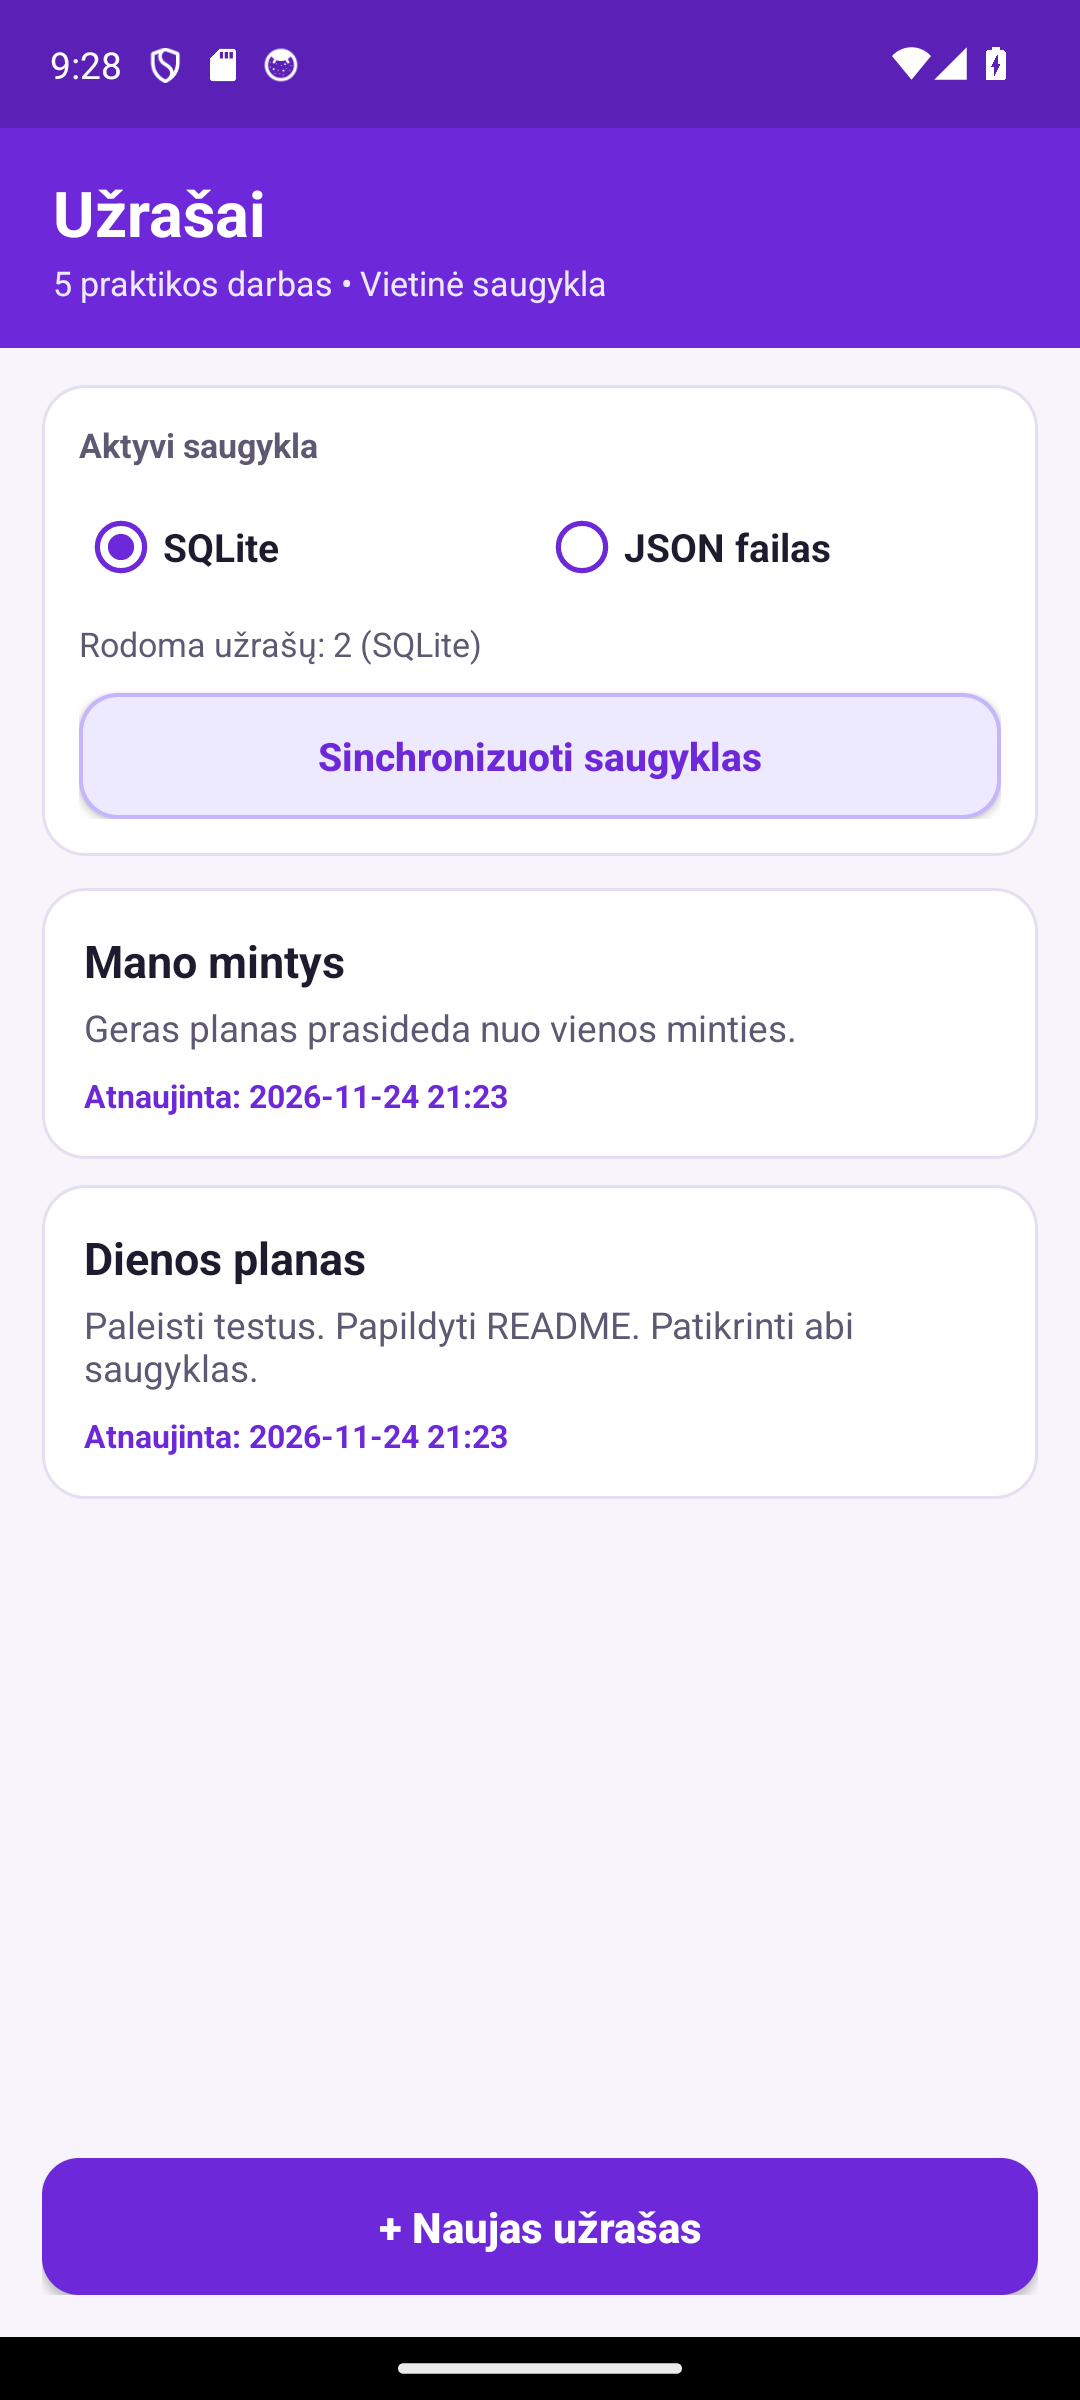 9:28
Užrašai
5 praktikos darbas • Vietinė saugykla
Aktyvi saugykla
SQLite
JSON failas
Rodoma užrašų: 2 (SQLite)
Sinchronizuoti saugyklas
Mano mintys
Geras planas prasideda nuo vienos minties.
Atnaujinta: 2026-11-24 21:23
Dienos planas
Paleisti testus. Papildyti README. Patikrinti abi
saugyklas.
Atnaujinta: 2026-11-24 21:23
+ Naujas užrašas